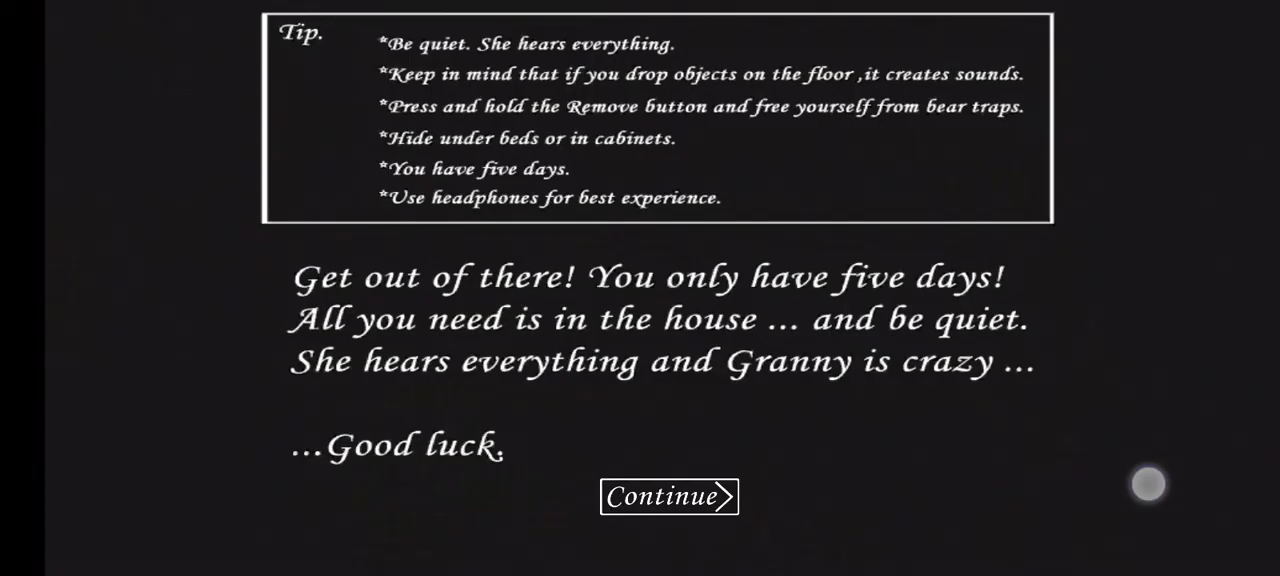 Tip.
*Be quiet. She hears everything.
*Keep in mind that if you drop objects on the floor ,it creates sounds.
*Press and hold the Remove button and free yourself from bear traps.
*Hide under beds or in cabinets.
*You have five days.
*Use headphones for best experience.
Get out of there! You only have five days!
All you need is in the house ... and be quiet.
She hears everything and Granny is crazy ...
...Good luck.
Continue